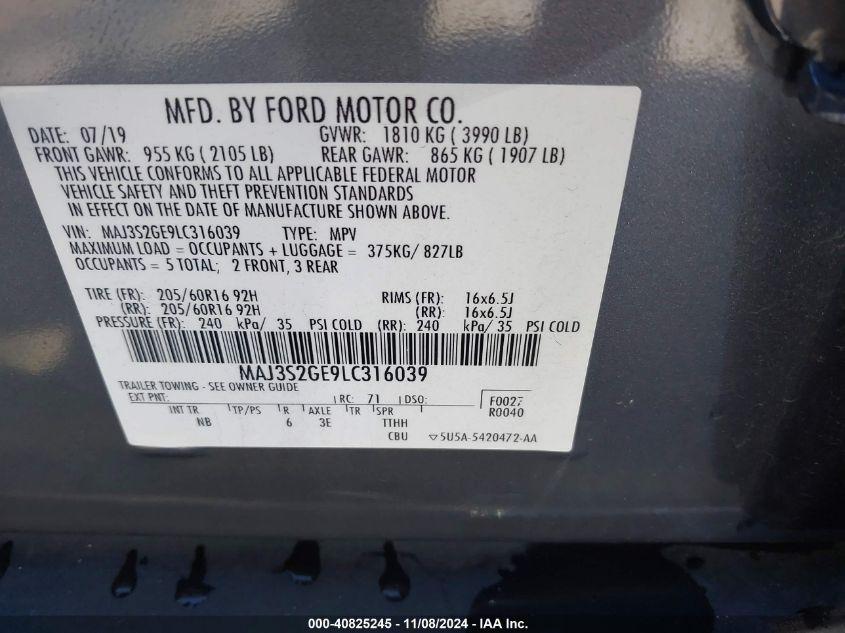 MFD. BY FORD MOTOR CO.
DATE: 07/19 GVWR: 1810 KG ( 3990 LB)
FRONT GAWR: 955 KG ( 2105 LB) REAR GAWR: 865 KG ( 1907 LB)
THIS VEHICLE CONFORMS TO ALL APPLICABLE FEDERAL MOTOR
VEHICLE SAFETY AND THEFT PREVENTION STANDARDS
IN EFFECT ON THE DATE OF MANUFACTURE SHOWN ABOVE.
VIN: MAJ3S2GE9LC316039 TYPE: MPV
MAXIMUM LOAD = OCCUPANTS + LUGGAGE = 375KG/ 827LB
OCCUPANTS = 5 TOTAL; 2 FRONT, 3 REAR
TIRE (FR): 205/60R16 92H RIMS (FR): 16x6.5J
(RR): 205/60R16 92H (RR): 16x6.5J
PRESSURE (FR): 240 kPa/ 35 PSI COLD (RR): 240 kPa/ 35 PSI COLD
MAJ3S2GE9LC316039
TRAILER TOWING - SEE OWNER GUIDE
EXT PNT: RC: 71 DSO: F0027
R0040
INT TR TP/PS R AXLE TR SPR
NB 6 3E TTHH
CBU 5U5A-5420472-AA
000-40825245 - 11/08/2024 - IAA Inc.